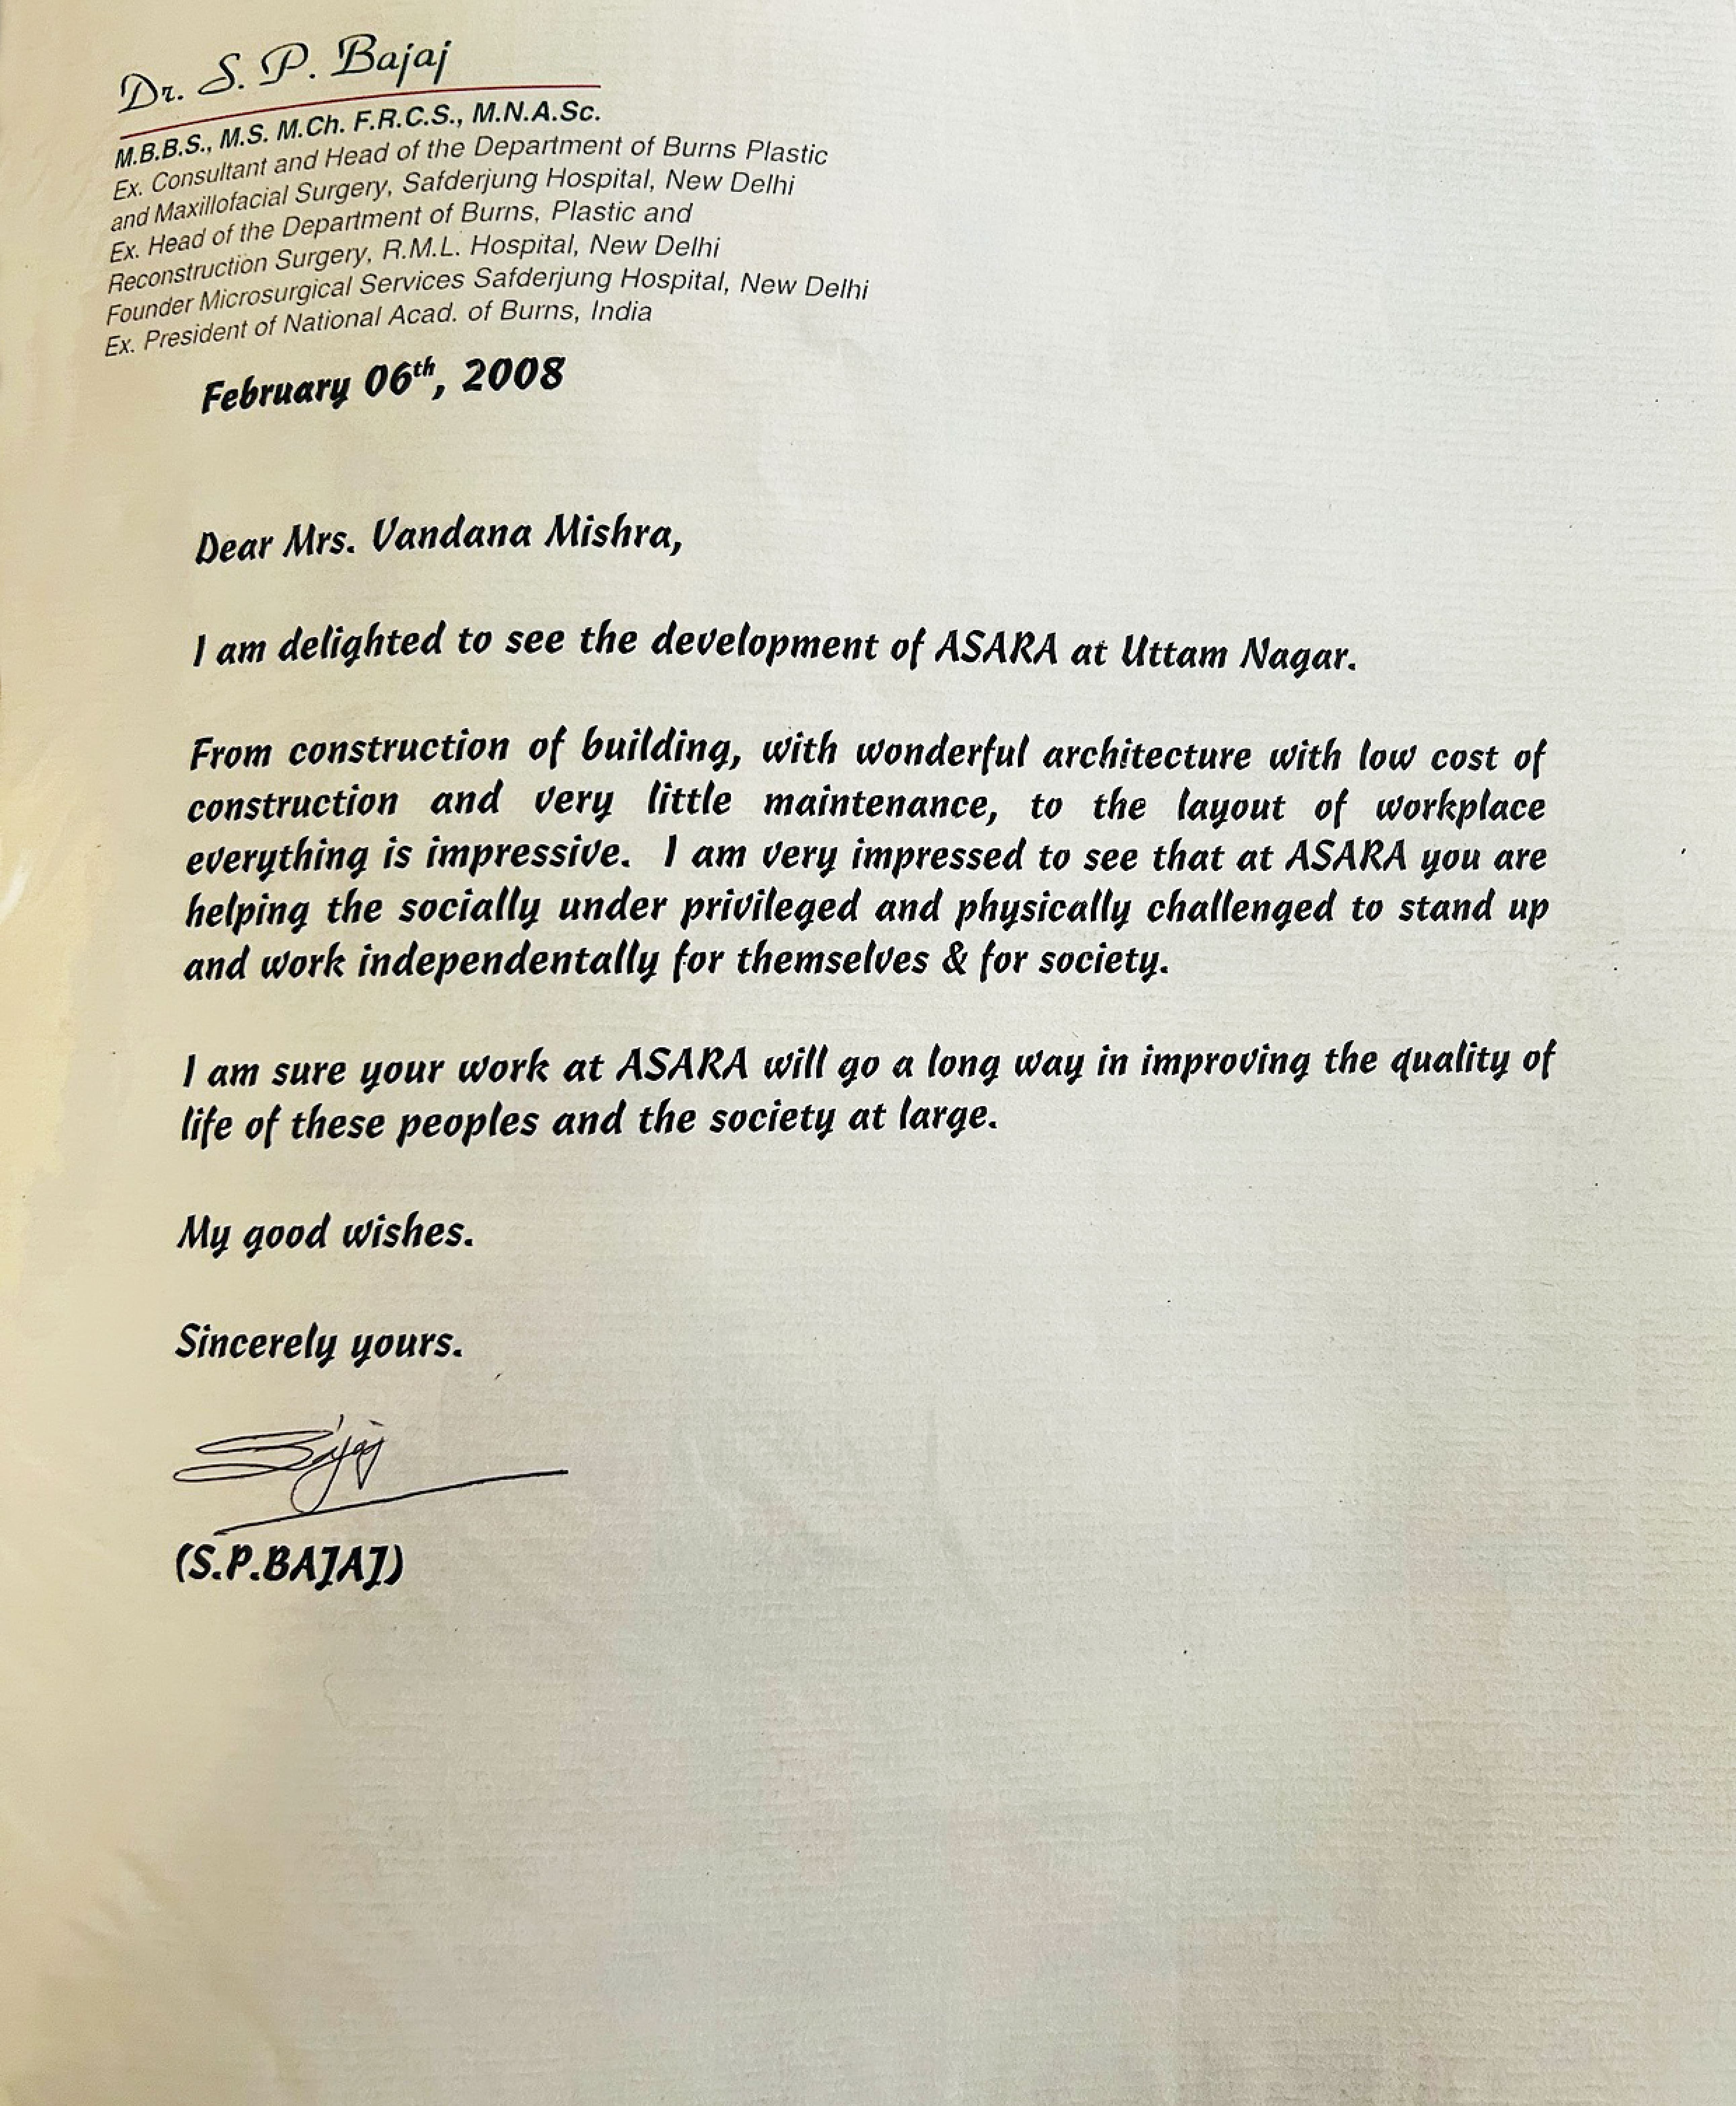 Dr. S. P. Bajaj
M.B.B.S., M.S. M.Ch. F.R.C.S., M.N.A.Sc.
Ex. Consultant and Head of the Department of Burns Plastic
and Maxillofacial Surgery, Safderjung Hospital, New Delhi
Ex. Head of the Department of Burns, Plastic and
Reconstruction Surgery, R.M.L. Hospital, New Delhi
Founder Microsurgical Services Safderjung Hospital, New Delhi
Ex. President of National Acad. of Burns, India
February 06th, 2008
Dear Mrs. Vandana Mishra,
I am delighted to see the development of ASARA at Uttam Nagar.
From construction of building, with wonderful architecture with low cost of
construction and very little maintenance, to the layout of workplace
everything is impressive. I am very impressed to see that at ASARA you are
helping the socially under privileged and physically challenged to stand up
and work independentally for themselves & for society.
I am sure your work at ASARA will go a long way in improving the quality of
life of these peoples and the society at large.
My good wishes.
Sincerely yours.
Bajaj
(S.P.BAJAJ)